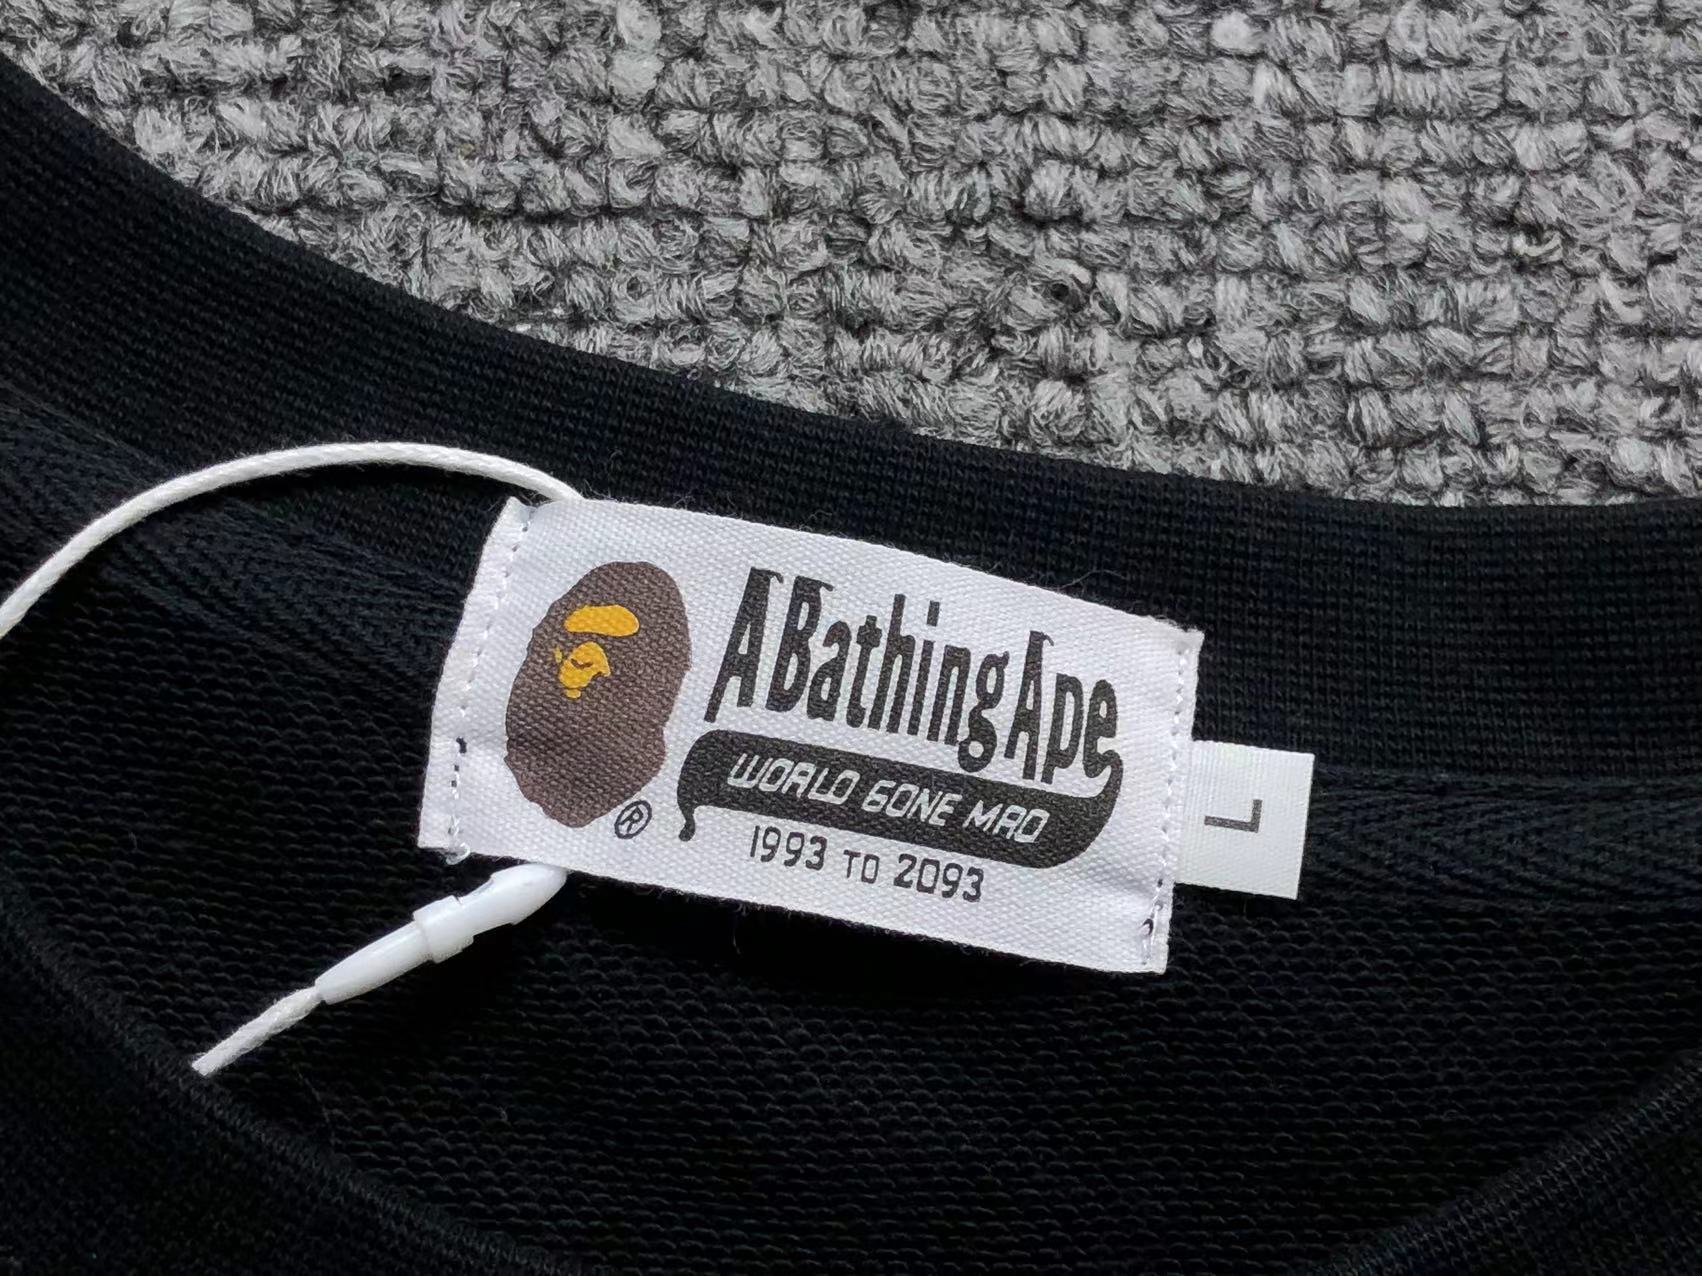 A Bathing Ape
WORLD GONE MAD
1993 TO 2093
®
L